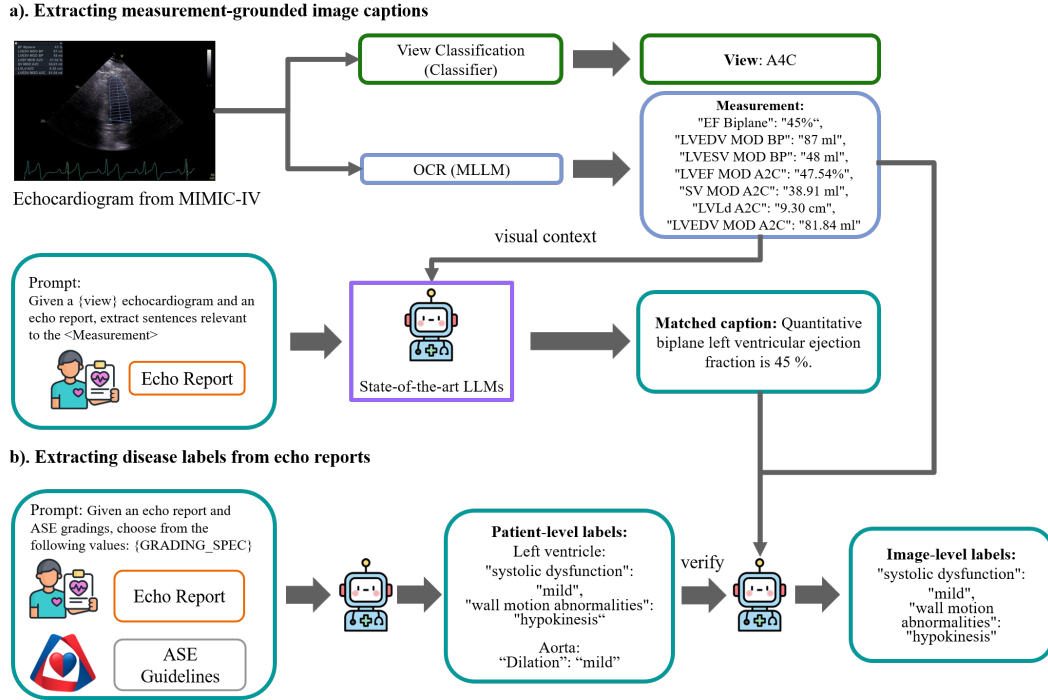 a). Extracting measurement-grounded image captions
View Classification
(Classifier)
View: A4C
Measurement:
"EF Biplane": "45%“,
"LVEDV MOD BP": "87 ml",
"LVESV MOD BP": "48 ml",
"LVEF MOD A2C": "47.54%",
"SV MOD A2C": "38.91 ml",
"LVLd A2C": "9.30 cm",
"LVEDV MOD A2C": "81.84 ml"
OCR (MLLM)
Echocardiogram from MIMIC-IV
visual context
Prompt:
Given a {view} echocardiogram and an
echo report, extract sentences relevant
to the <Measurement>
Echo Report
State-of-the-art LLMs
Matched caption: Quantitative
biplane left ventricular ejection
fraction is 45 %.
b). Extracting disease labels from echo reports
Prompt: Given an echo report and
ASE gradings, choose from the
following values: {GRADING_SPEC}
Echo Report
ASE
Guidelines
Patient-level labels:
Left ventricle:
"systolic dysfunction":
"mild",
"wall motion abnormalities":
"hypokinesis“
Aorta:
“Dilation”: “mild”
verify
Image-level labels:
"systolic dysfunction":
"mild",
"wall motion
abnormalities":
"hypokinesis"